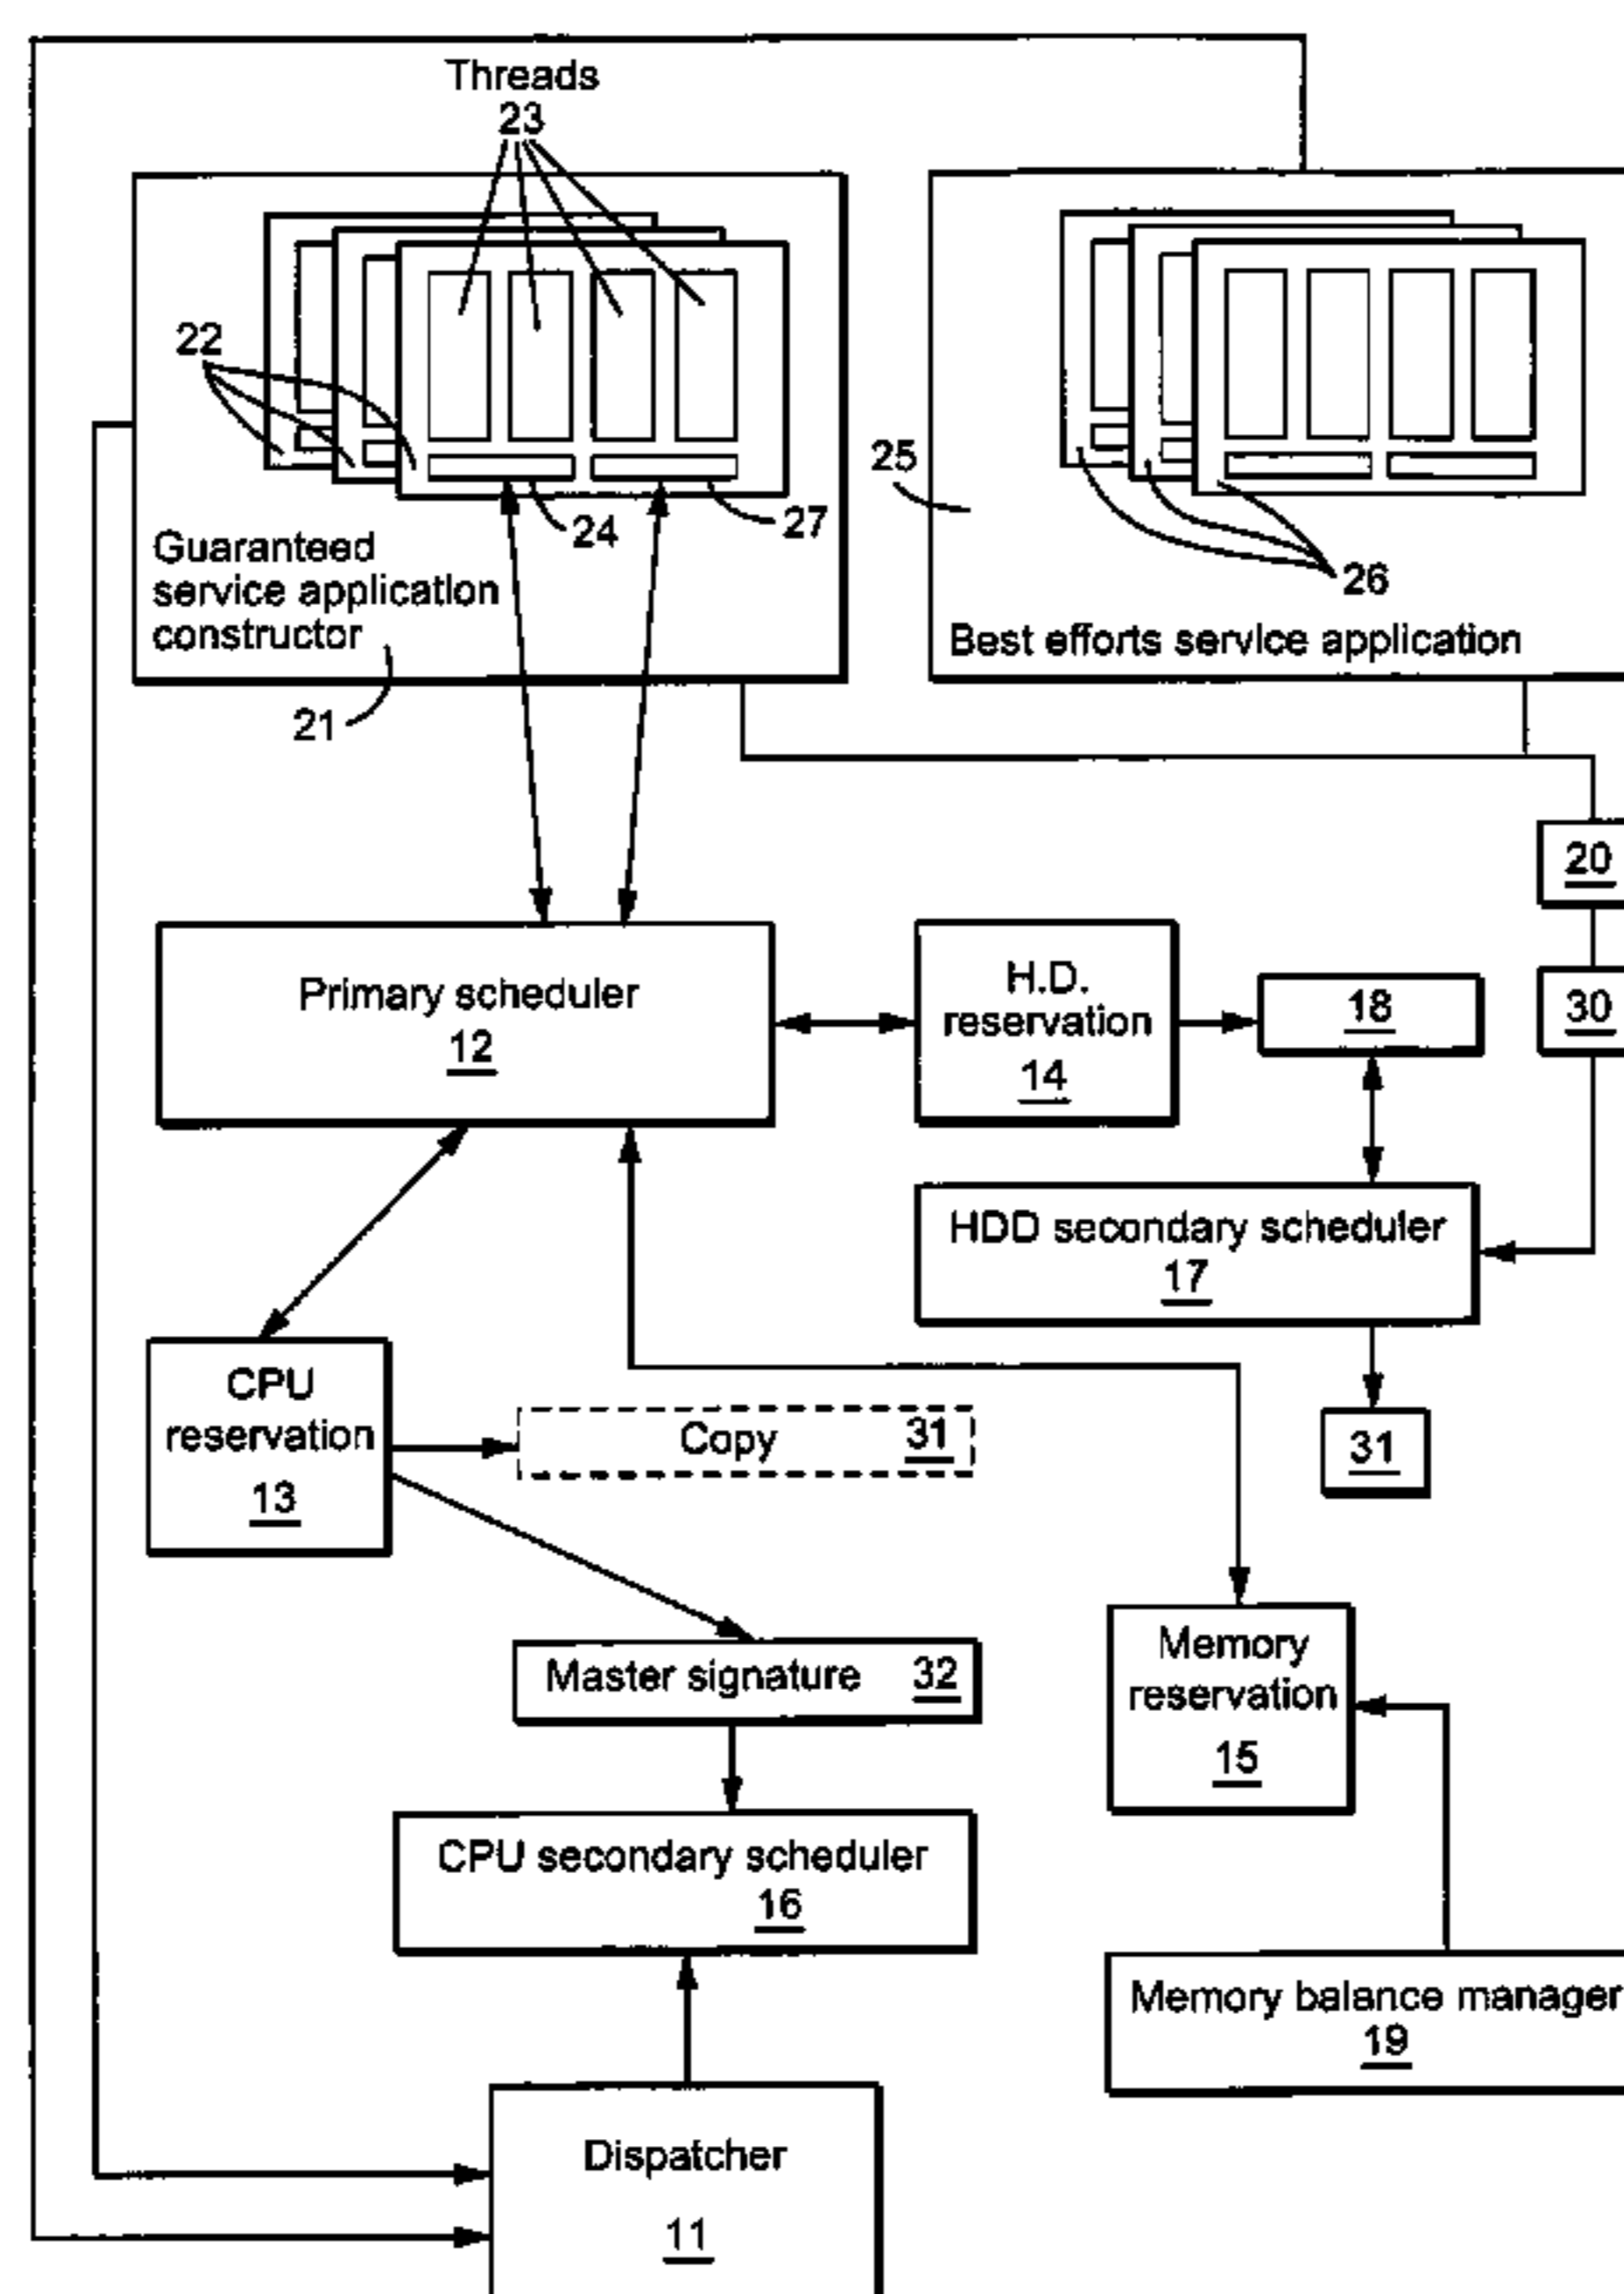 Threads
23
22
24
27
25
26
Guaranteed
service application
constructor
21
Best efforts service application
20
Primary scheduler
12
H.D.
reservation
14
18
30
HDD secondary scheduler
17
CPU
reservation
13
Copy 31
31
Master signature 32
Memory
reservation
15
CPU secondary scheduler
16
Memory balance manager
19
Dispatcher
11